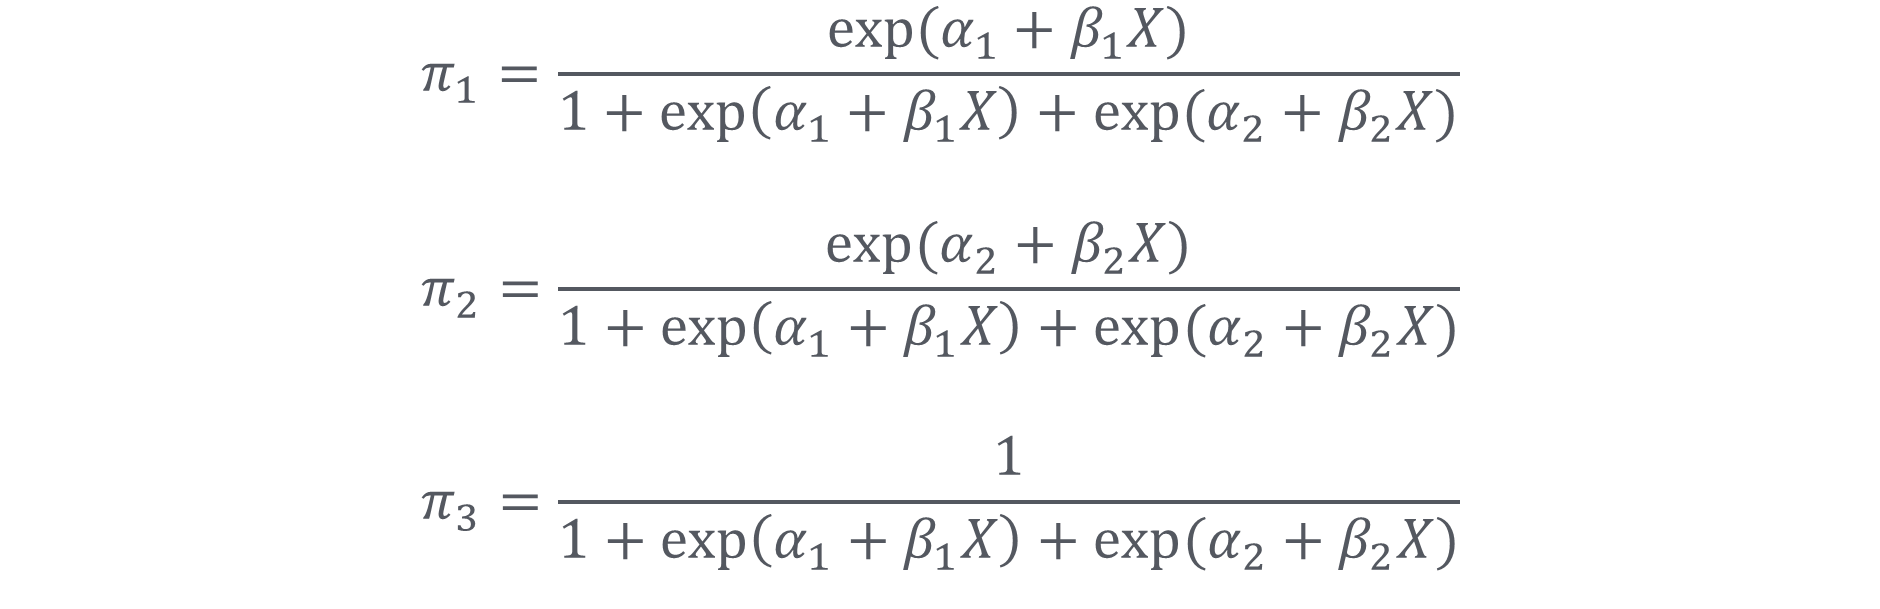 π₁ = exp(α₁ + β₁X) / (1 + exp(α₁ + β₁X) + exp(α₂ + β₂X))
π₂ = exp(α₂ + β₂X) / (1 + exp(α₁ + β₁X) + exp(α₂ + β₂X))
π₃ = 1 / (1 + exp(α₁ + β₁X) + exp(α₂ + β₂X))